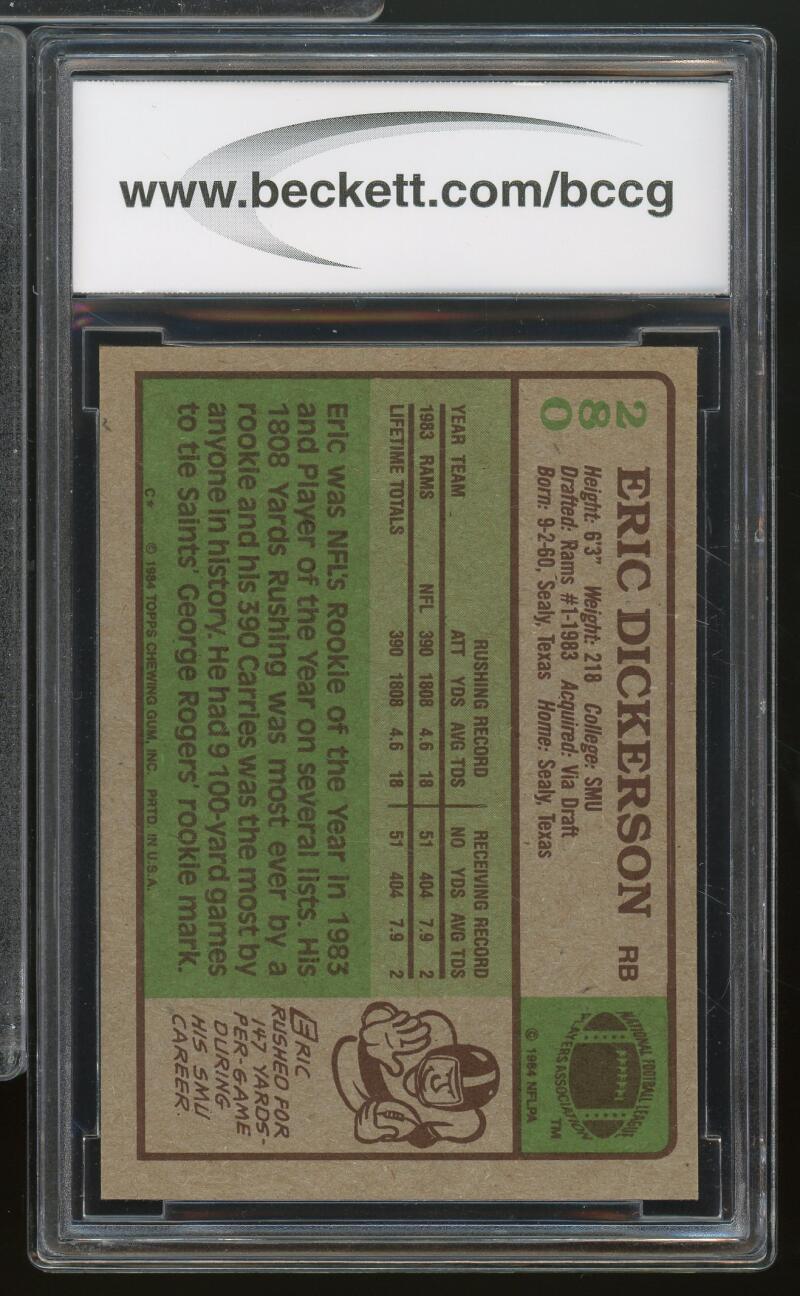 www.beckett.com/bccg
280
ERIC DICKERSON RB
Height: 6'3" Weight: 218 College: SMU
Drafted: Rams #1-1983 Acquired: Via Draft
Born: 9-2-60, Sealy, Texas Home: Sealy, Texas
NATIONAL FOOTBALL LEAGUE
PLAYERS ASSOCIATION
TM
© 1984 NFLPA
RUSHING RECORD RECEIVING RECORD
YEAR TEAM ATT YDS AVG TDS NO YDS AVG TDS
1983 RAMS NFL 390 1808 4.6 18 51 404 7.9 2
LIFETIME TOTALS 390 1808 4.6 18 51 404 7.9 2
Eric was NFL's Rookie of the Year in 1983
and Player of the Year on several lists. His
1808 Yards Rushing was most ever by a
rookie and his 390 Carries was the most by
anyone in history. He had 9 100-yard games
to tie Saints' George Rogers' rookie mark.
ERIC
RUSHED FOR
147 YARDS-
PER-GAME
DURING
HIS SMU
CAREER.
C* © 1984 TOPPS CHEWING GUM, INC. PRTD. IN U.S.A.